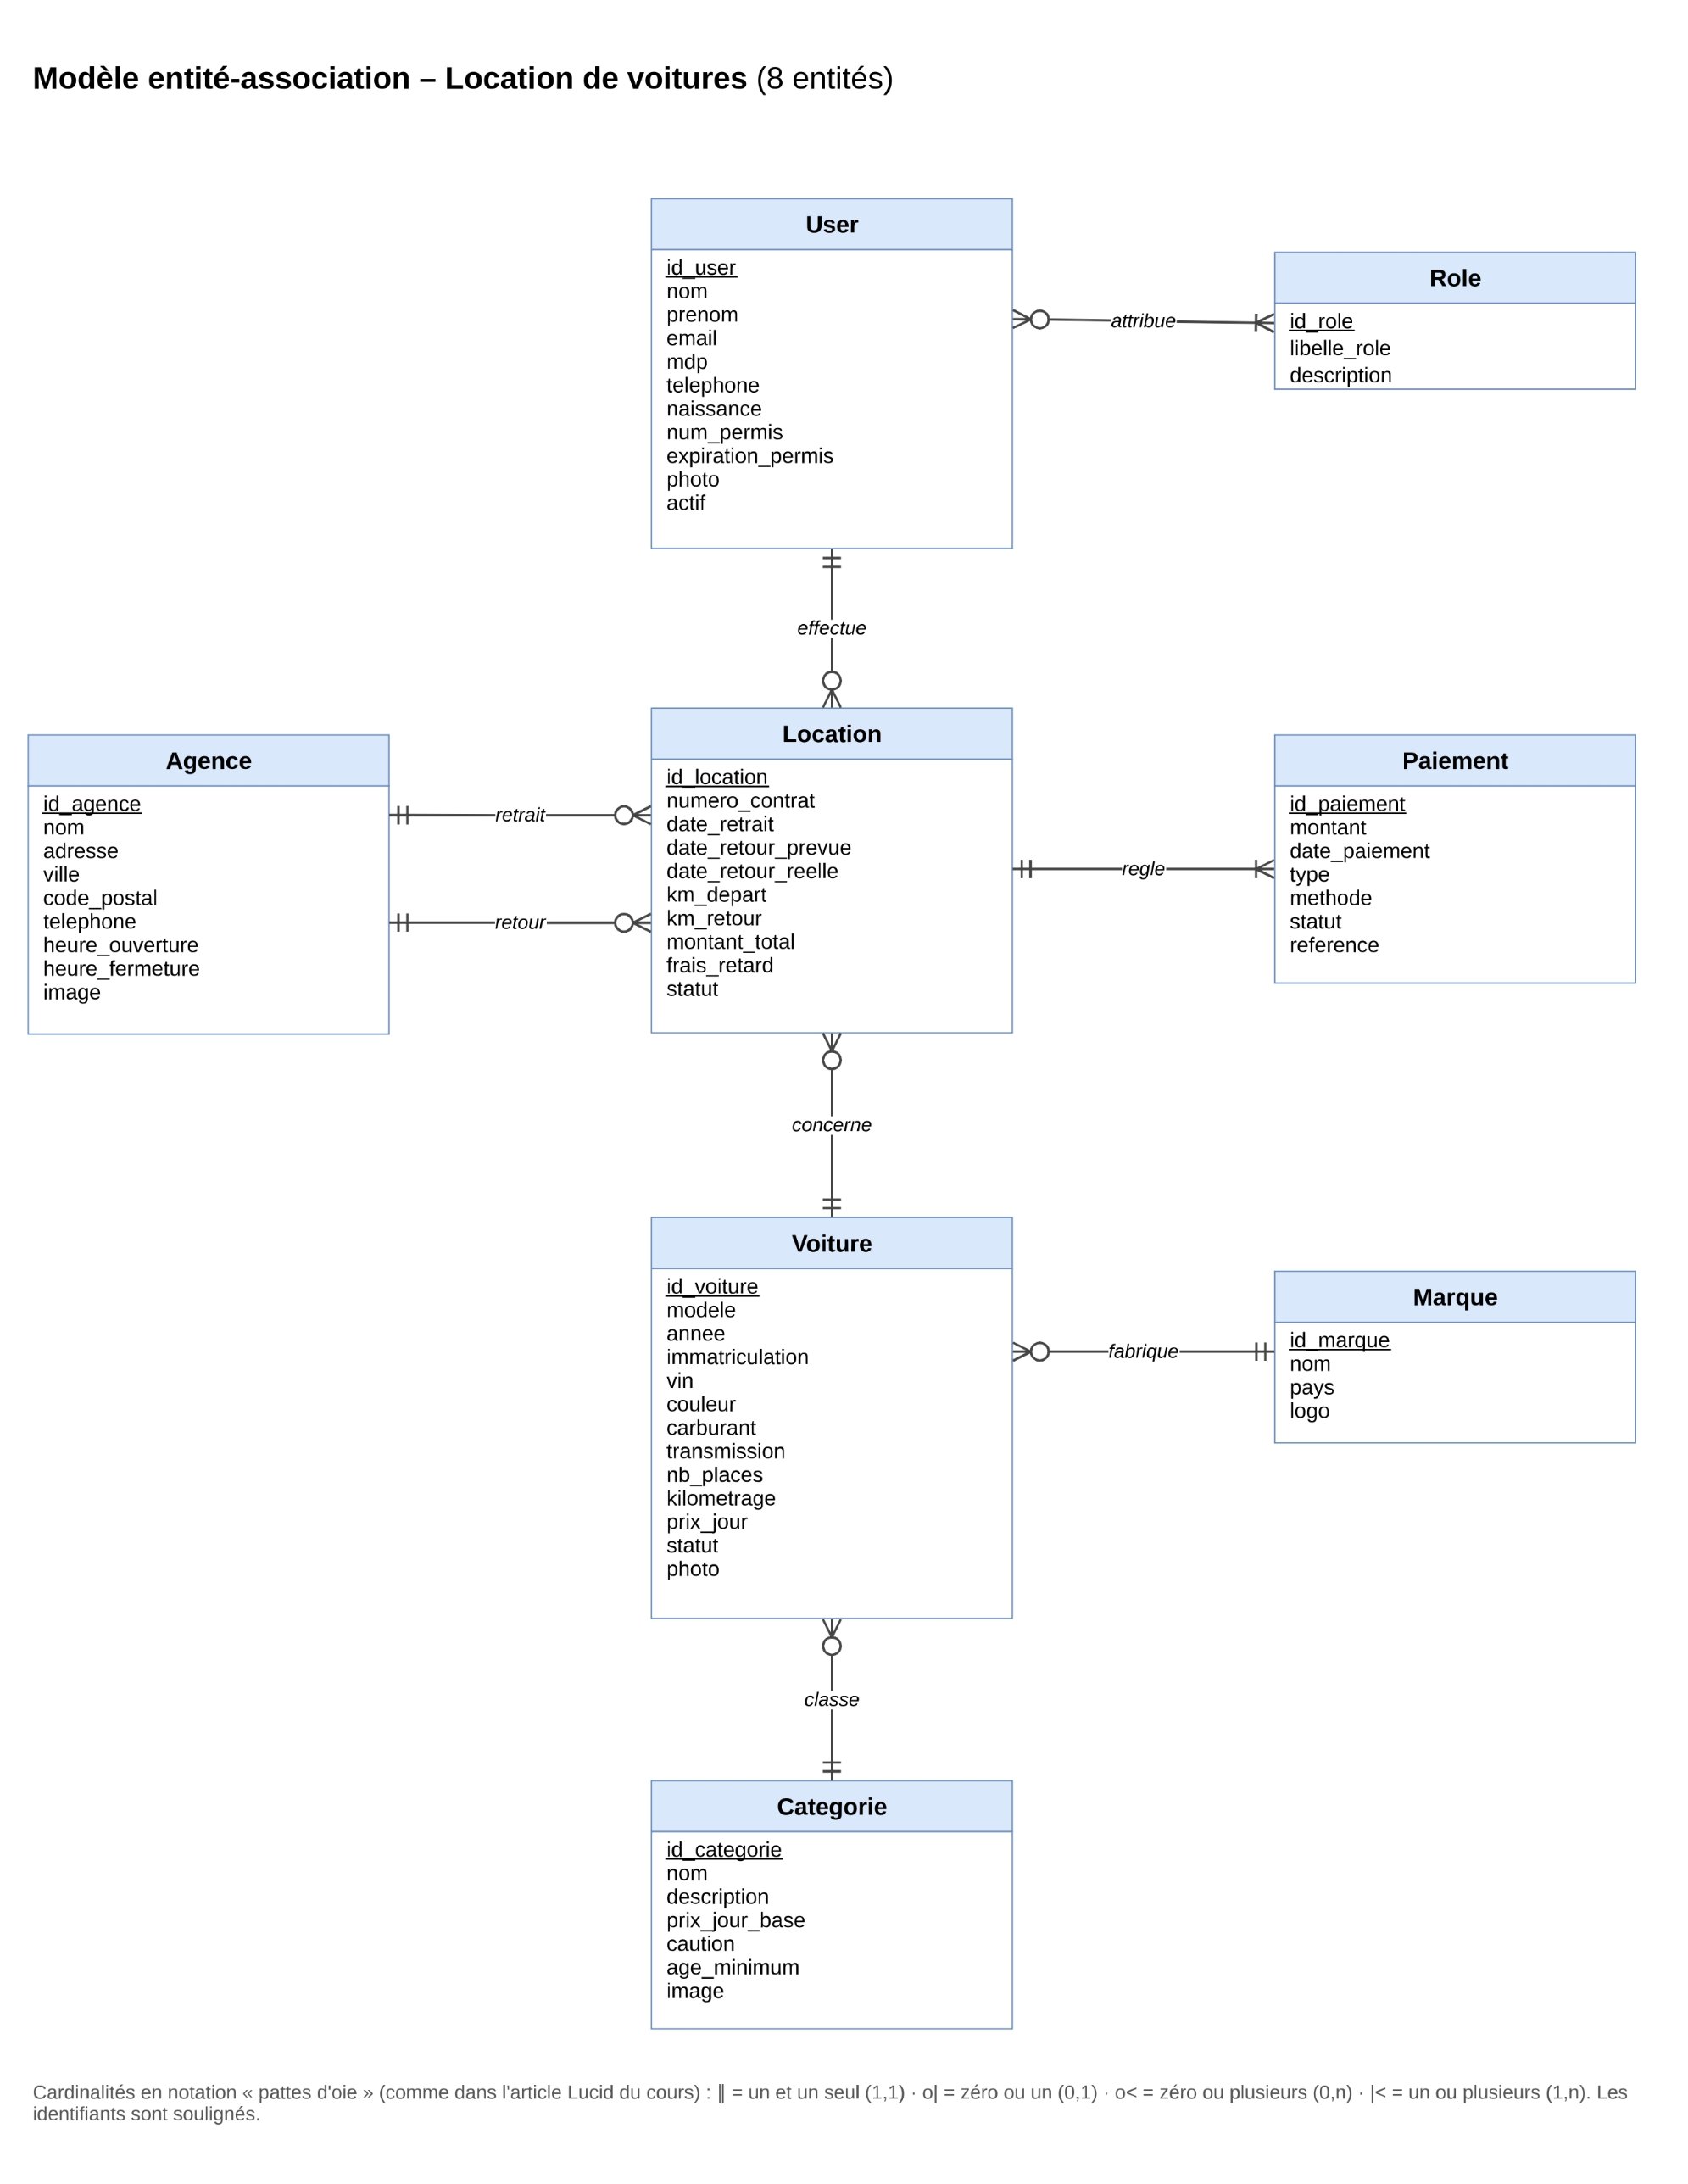 Modèle entité-association – Location de voitures (8 entités)
User
id_user
nom
prenom
email
mdp
telephone
naissance
num_permis
expiration_permis
photo
actif
attribue
Role
id_role
libelle_role
description
effectue
Agence
id_agence
nom
adresse
ville
code_postal
telephone
heure_ouverture
heure_fermeture
image
retrait
retour
Location
id_location
numero_contrat
date_retrait
date_retour_prevue
date_retour_reelle
km_depart
km_retour
montant_total
frais_retard
statut
regle
Paiement
id_paiement
montant
date_paiement
type
methode
statut
reference
concerne
Voiture
id_voiture
modele
annee
immatriculation
vin
couleur
carburant
transmission
nb_places
kilometrage
prix_jour
statut
photo
fabrique
Marque
id_marque
nom
pays
logo
classe
Categorie
id_categorie
nom
description
prix_jour_base
caution
age_minimum
image
Cardinalités en notation « pattes d'oie » (comme dans l'article Lucid du cours) : ‖ = un et un seul (1,1) · o| = zéro ou un (0,1) · o< = zéro ou plusieurs (0,n) · |< = un ou plusieurs (1,n). Les
identifiants sont soulignés.